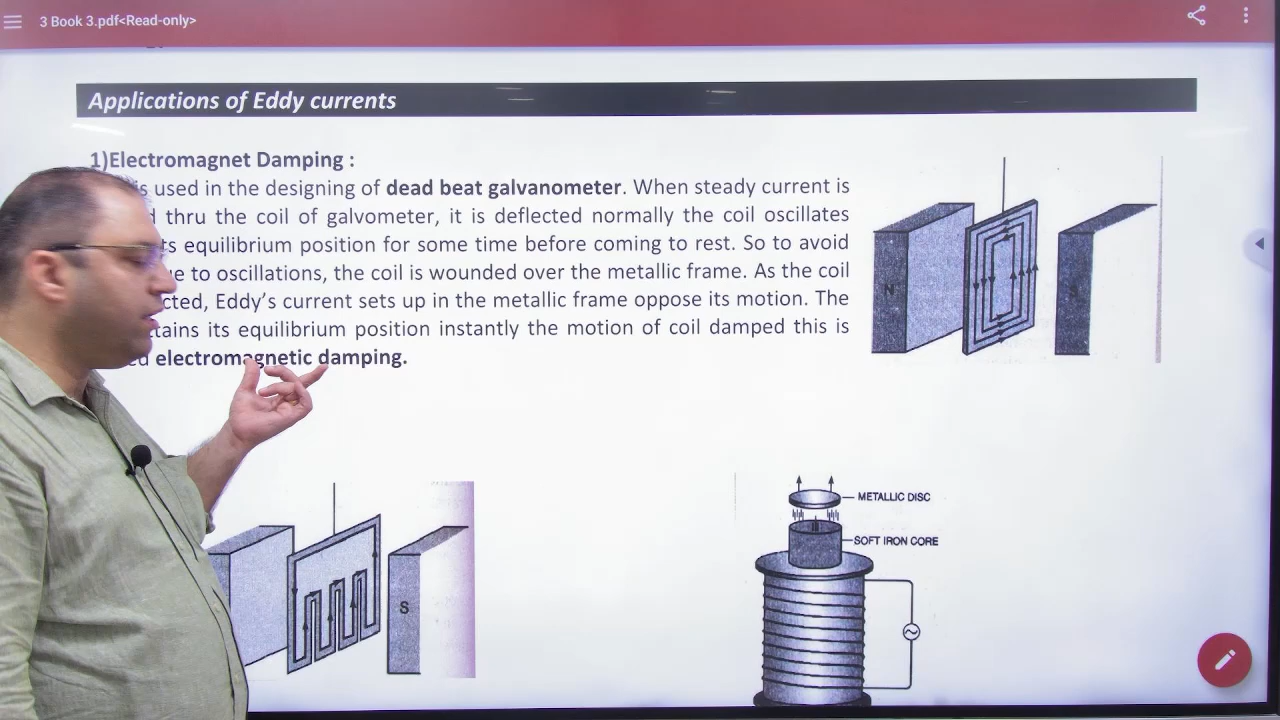 3 Book 3.pdf<Read-only>
Applications of Eddy currents
1)Electromagnet Damping :
is used in the designing of dead beat galvanometer. When steady current is
thru the coil of galvometer, it is deflected normally the coil oscillates
equilibrium position for some time before coming to rest. So to avoid
to oscillations, the coil is wounded over the metallic frame. As the coil
Eddy's current sets up in the metallic frame oppose its motion. The
its equilibrium position instantly the motion of coil damped this is
electromagnetic damping.
N
S
METALLIC DISC
SOFT IRON CORE
S